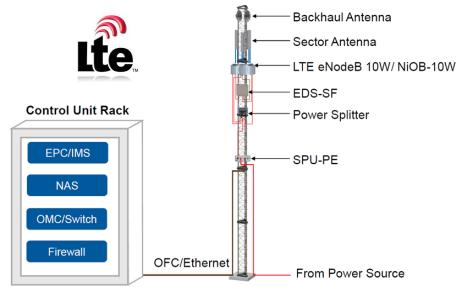 Lte™
Backhaul Antenna
Sector Antenna
LTE eNodeB 10W/ NiOB-10W
EDS-SF
Power Splitter
SPU-PE
Control Unit Rack
EPC/IMS
NAS
OMC/Switch
Firewall
OFC/Ethernet
From Power Source